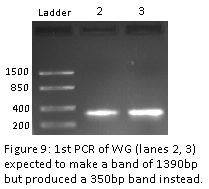 Ladder 2 3
1500
850
400
200
Figure 9: 1st PCR of WG (lanes 2, 3)
expected to make a band of 1390bp
but produced a 350bp band instead.